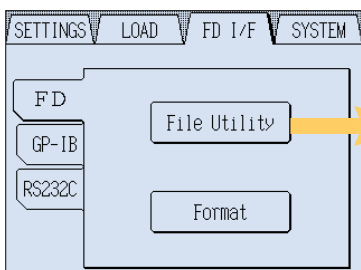 SETTINGS LOAD FD I/F SYSTEM
FD
File Utility
GP-IB
RS232C
Format